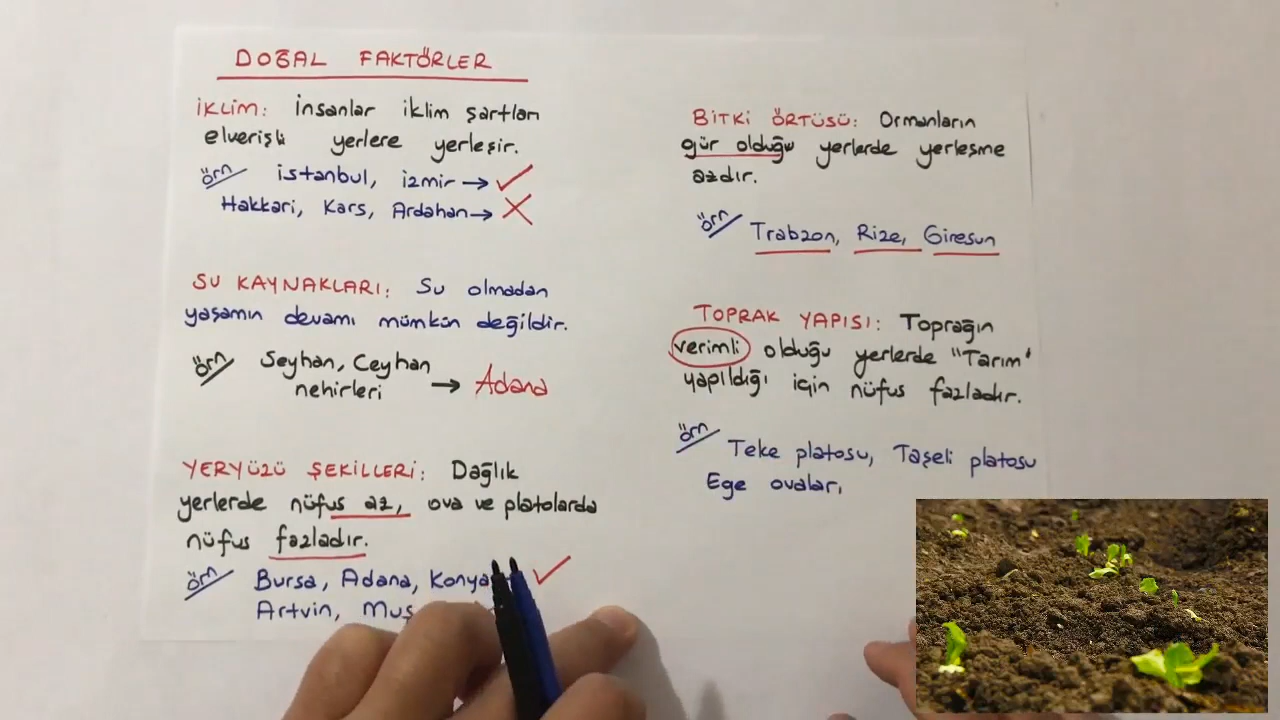 DOĞAL FAKTÖRLER
İKLİM: İnsanlar iklim şartları
elverişli yerlere yerleşir.
örn İstanbul, İzmir →✓
Hakkari, Kars, Ardahan→ X
SU KAYNAKLARI: Su olmadan
yaşamın devamı mümkün değildir.
örn Seyhan, Ceyhan
nehirleri → Adana
YERYÜZÜ ŞEKİLLERİ: Dağlık
yerlerde nüfus az, ova ve platolarda
nüfus fazladır.
örn Bursa, Adana, Konya ✓
Artvin, Muş
BİTKİ ÖRTÜSÜ: Ormanların
gür olduğu yerlerde yerleşme
azdır.
örn Trabzon, Rize, Giresun
TOPRAK YAPISI: Toprağın
verimli olduğu yerlerde "Tarım"
yapıldığı için nüfus fazladır.
örn Teke platosu, Taşeli platosu
Ege ovaları